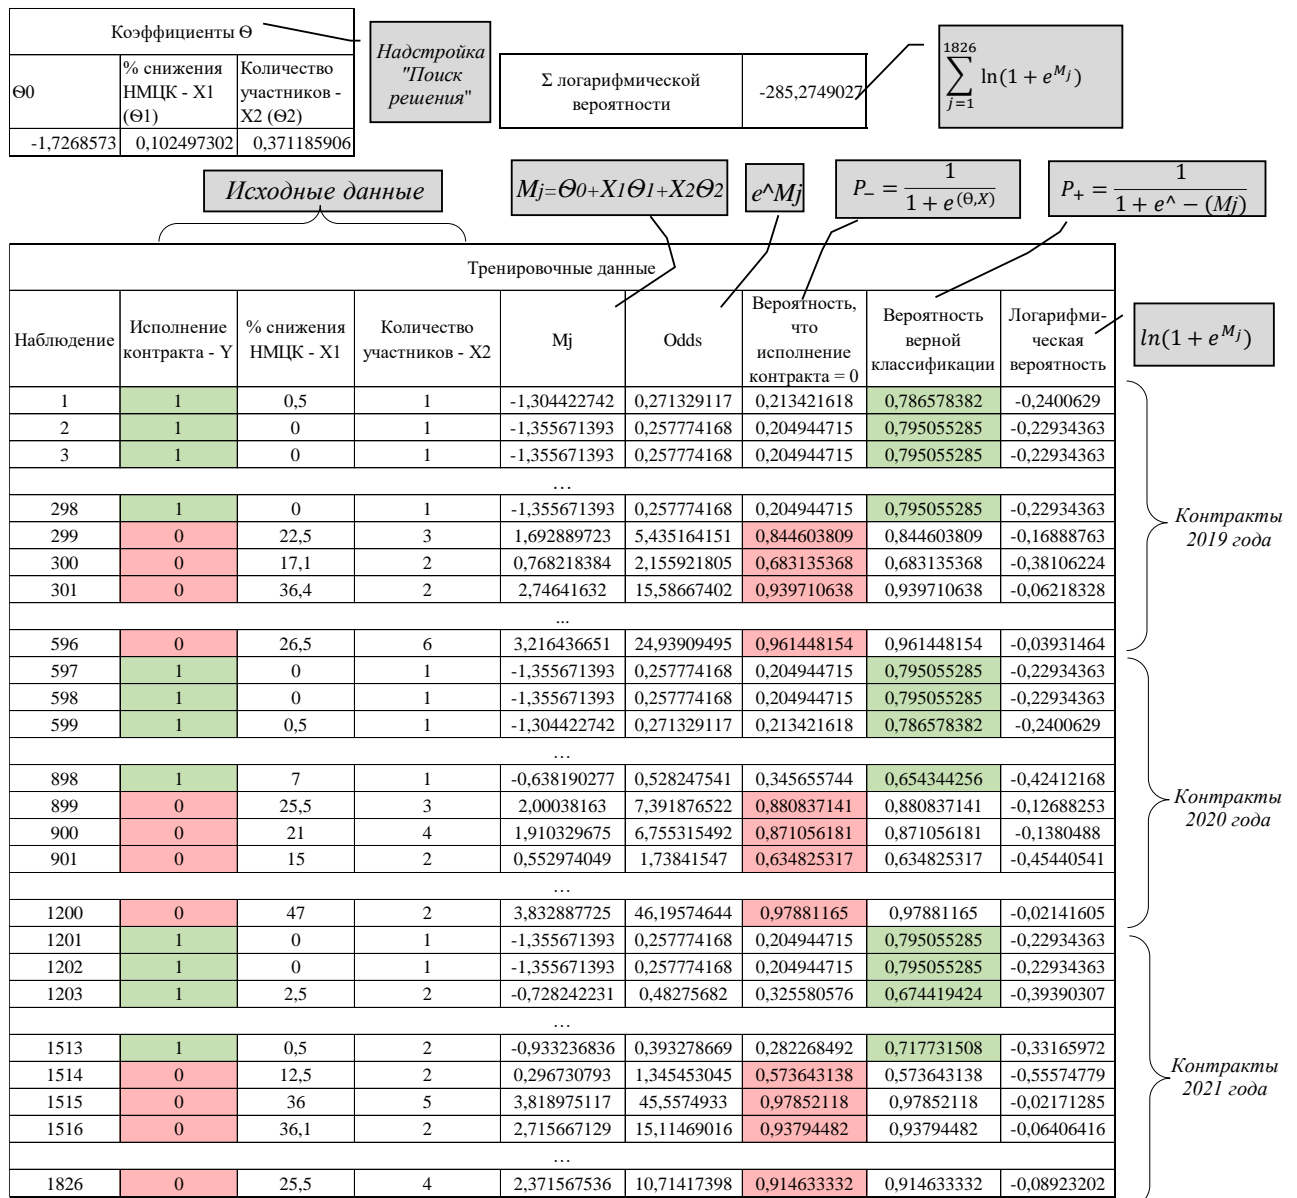 Коэффициенты Θ
Θ0
% снижения
НМЦК - X1
(Θ1)
Количество
участников -
X2 (Θ2)
-1,7268573 0,102497302 0,371185906
Надстройка
"Поиск
решения"
Σ логарифмической
вероятности
-285,2749027
1826
∑ ln(1 + e^{M_j})
j=1
Исходные данные
Mj=Θ0+X1Θ1+X2Θ2
e^Mj
P₋ = 1 / (1 + e^{(Θ,X)})
P₊ = 1 / (1 + e^ − (Mj))
Тренировочные данные
Наблюдение
Исполнение
контракта - Y
% снижения
НМЦК - X1
Количество
участников - X2
Mj
Odds
Вероятность,
что
исполнение
контракта = 0
Вероятность
верной
классификации
Логарифми-
ческая
вероятность
ln(1 + e^{M_j})
1 1 0,5 1 -1,304422742 0,271329117 0,213421618 0,786578382 -0,2400629
2 1 0 1 -1,355671393 0,257774168 0,204944715 0,795055285 -0,22934363
3 1 0 1 -1,355671393 0,257774168 0,204944715 0,795055285 -0,22934363
…
298 1 0 1 -1,355671393 0,257774168 0,204944715 0,795055285 -0,22934363
299 0 22,5 3 1,692889723 5,435164151 0,844603809 0,844603809 -0,16888763
300 0 17,1 2 0,768218384 2,155921805 0,683135368 0,683135368 -0,38106224
301 0 36,4 2 2,74641632 15,58667402 0,939710638 0,939710638 -0,06218328
...
596 0 26,5 6 3,216436651 24,93909495 0,961448154 0,961448154 -0,03931464
Контракты
2019 года
597 1 0 1 -1,355671393 0,257774168 0,204944715 0,795055285 -0,22934363
598 1 0 1 -1,355671393 0,257774168 0,204944715 0,795055285 -0,22934363
599 1 0,5 1 -1,304422742 0,271329117 0,213421618 0,786578382 -0,2400629
…
898 1 7 1 -0,638190277 0,528247541 0,345655744 0,654344256 -0,42412168
899 0 25,5 3 2,00038163 7,391876522 0,880837141 0,880837141 -0,12688253
900 0 21 4 1,910329675 6,755315492 0,871056181 0,871056181 -0,1380488
901 0 15 2 0,552974049 1,73841547 0,634825317 0,634825317 -0,45440541
…
1200 0 47 2 3,832887725 46,19574644 0,97881165 0,97881165 -0,02141605
Контракты
2020 года
1201 1 0 1 -1,355671393 0,257774168 0,204944715 0,795055285 -0,22934363
1202 1 0 1 -1,355671393 0,257774168 0,204944715 0,795055285 -0,22934363
1203 1 2,5 2 -0,728242231 0,48275682 0,325580576 0,674419424 -0,39390307
…
1513 1 0,5 2 -0,933236836 0,393278669 0,282268492 0,717731508 -0,33165972
1514 0 12,5 2 0,296730793 1,345453045 0,573643138 0,573643138 -0,55574779
1515 0 36 5 3,818975117 45,5574933 0,97852118 0,97852118 -0,02171285
1516 0 36,1 2 2,715667129 15,11469016 0,93794482 0,93794482 -0,06406416
…
1826 0 25,5 4 2,371567536 10,71417398 0,914633332 0,914633332 -0,08923202
Контракты
2021 года